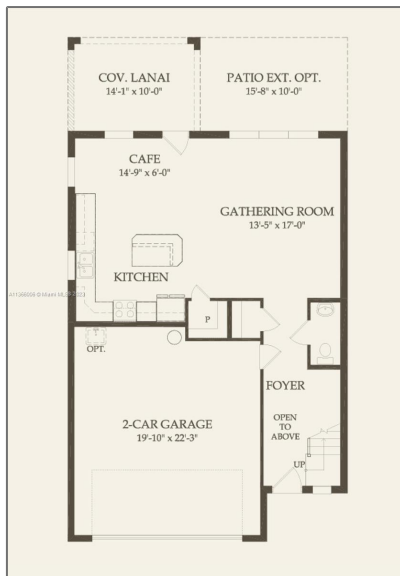 COV. LANAI
14'-1" x 10'-0"
PATIO EXT. OPT.
15'-8" x 10'-0"
CAFE
14'-9" x 6'-0"
GATHERING ROOM
13'-5" x 17'-0"
KITCHEN
P
OPT.
FOYER
OPEN
TO
ABOVE
2-CAR GARAGE
19'-10" x 22'-3"
UP